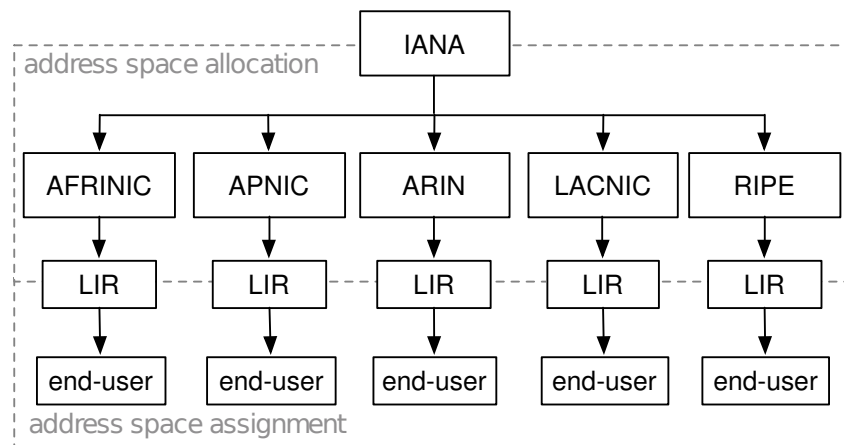 IANA
address space allocation
AFRINIC APNIC ARIN LACNIC RIPE
LIR LIR LIR LIR LIR
end-user end-user end-user end-user end-user
address space assignment